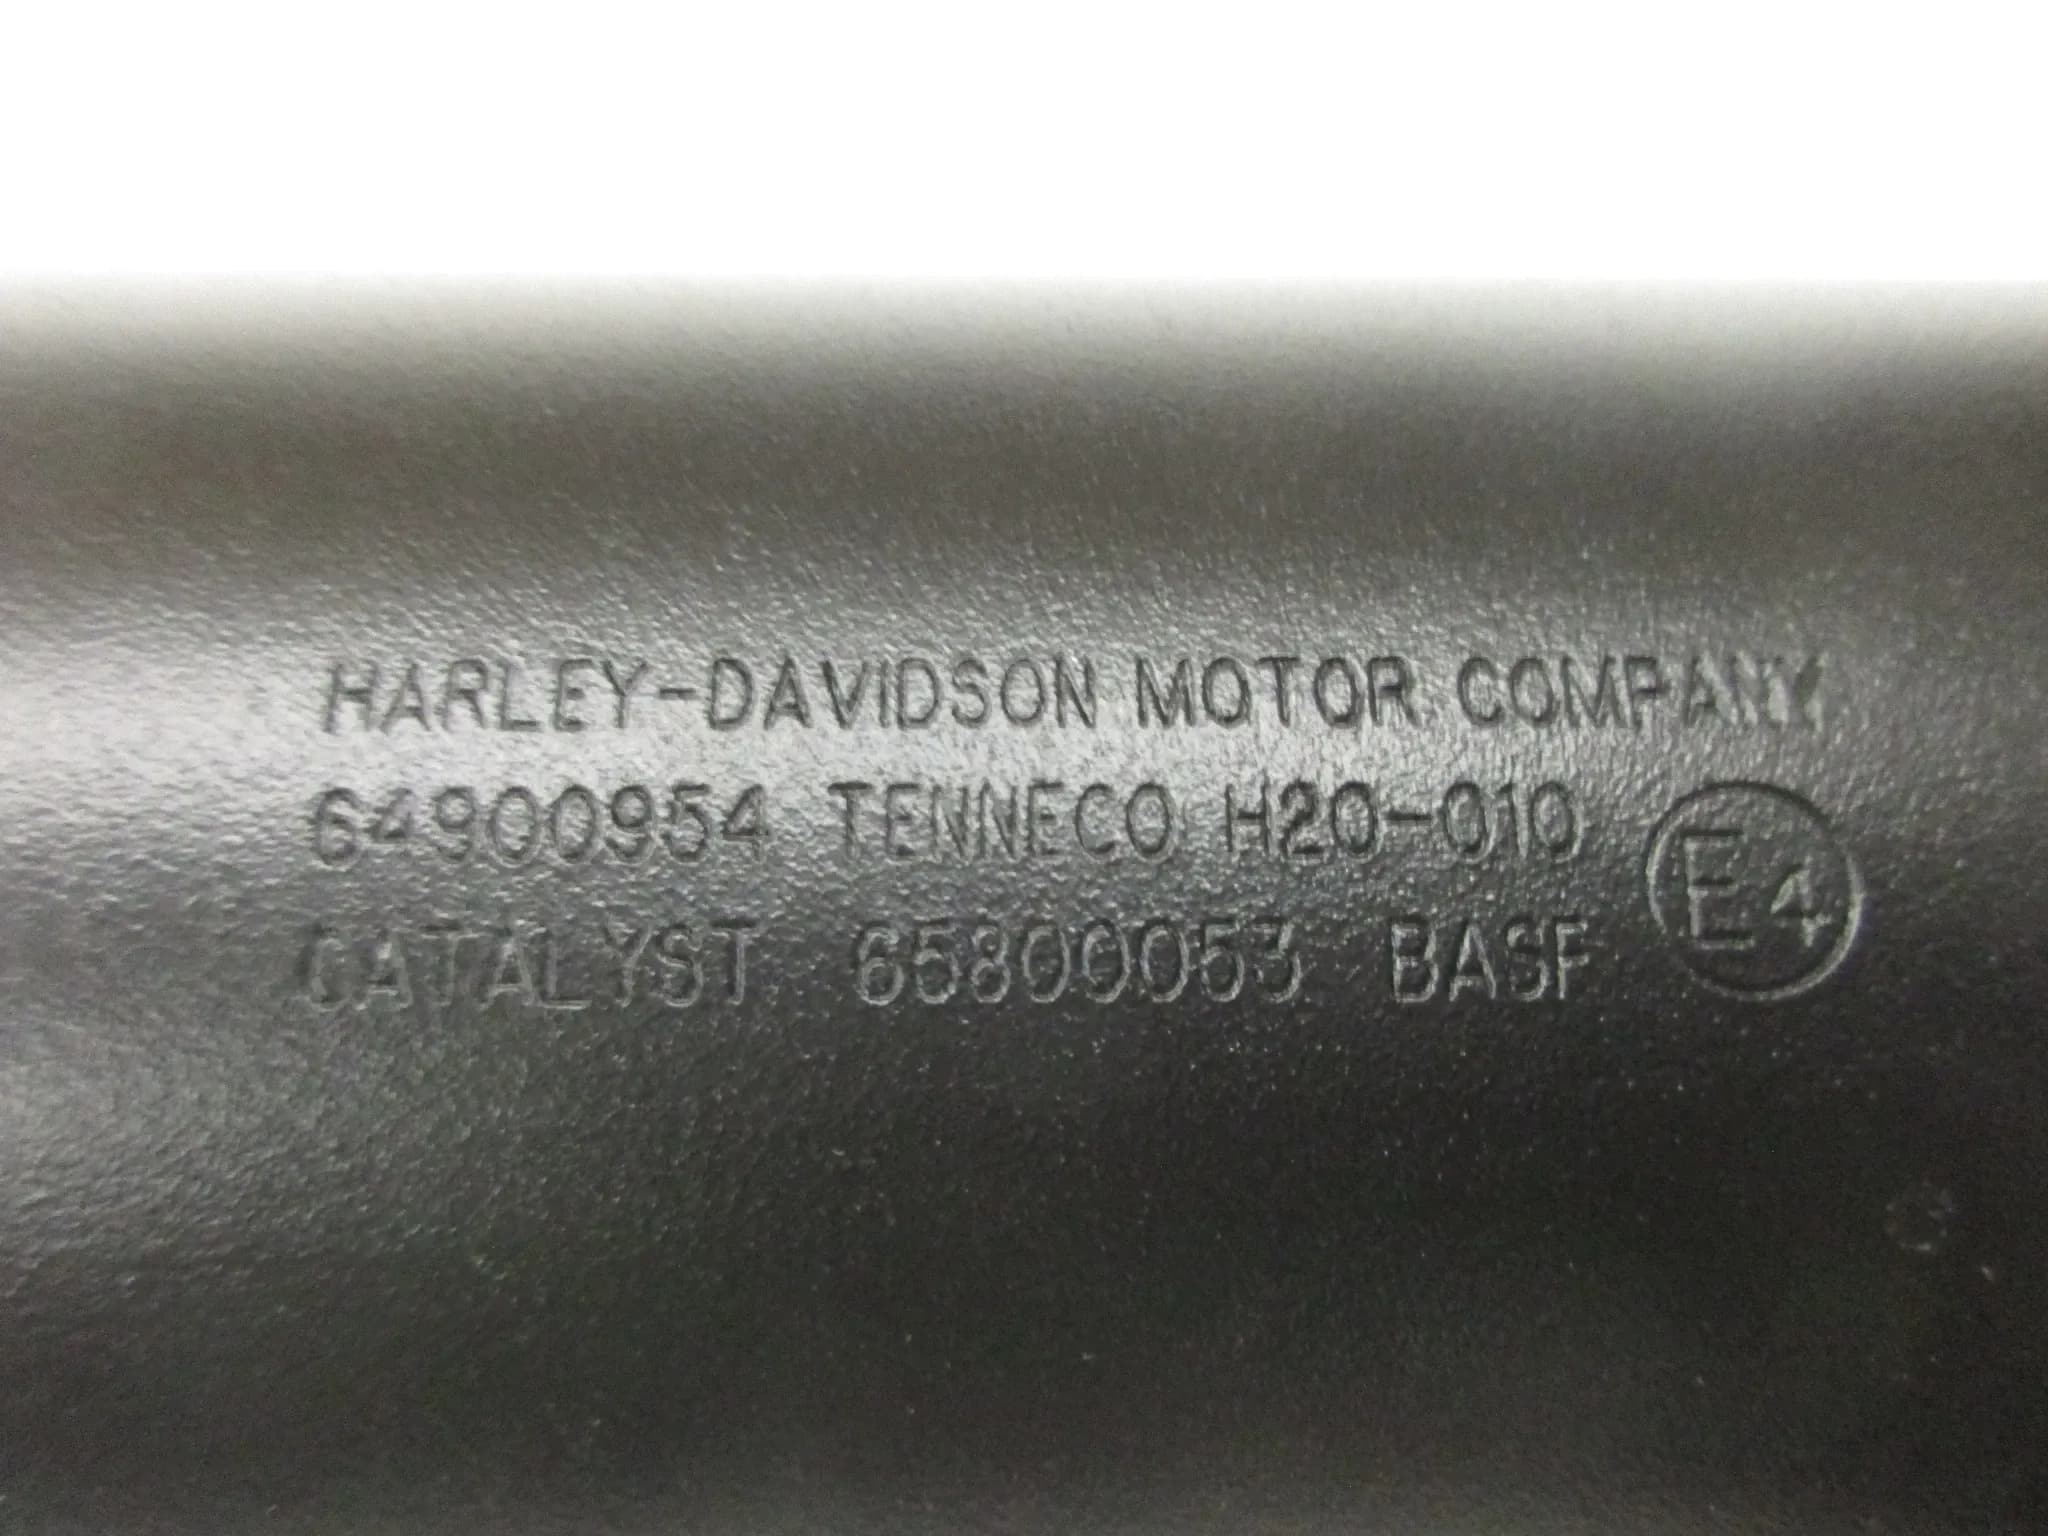 HARLEY-DAVIDSON MOTOR COMPANY
64900954 TENNECO H20-010
E4
CATALYST 65800053 BASF